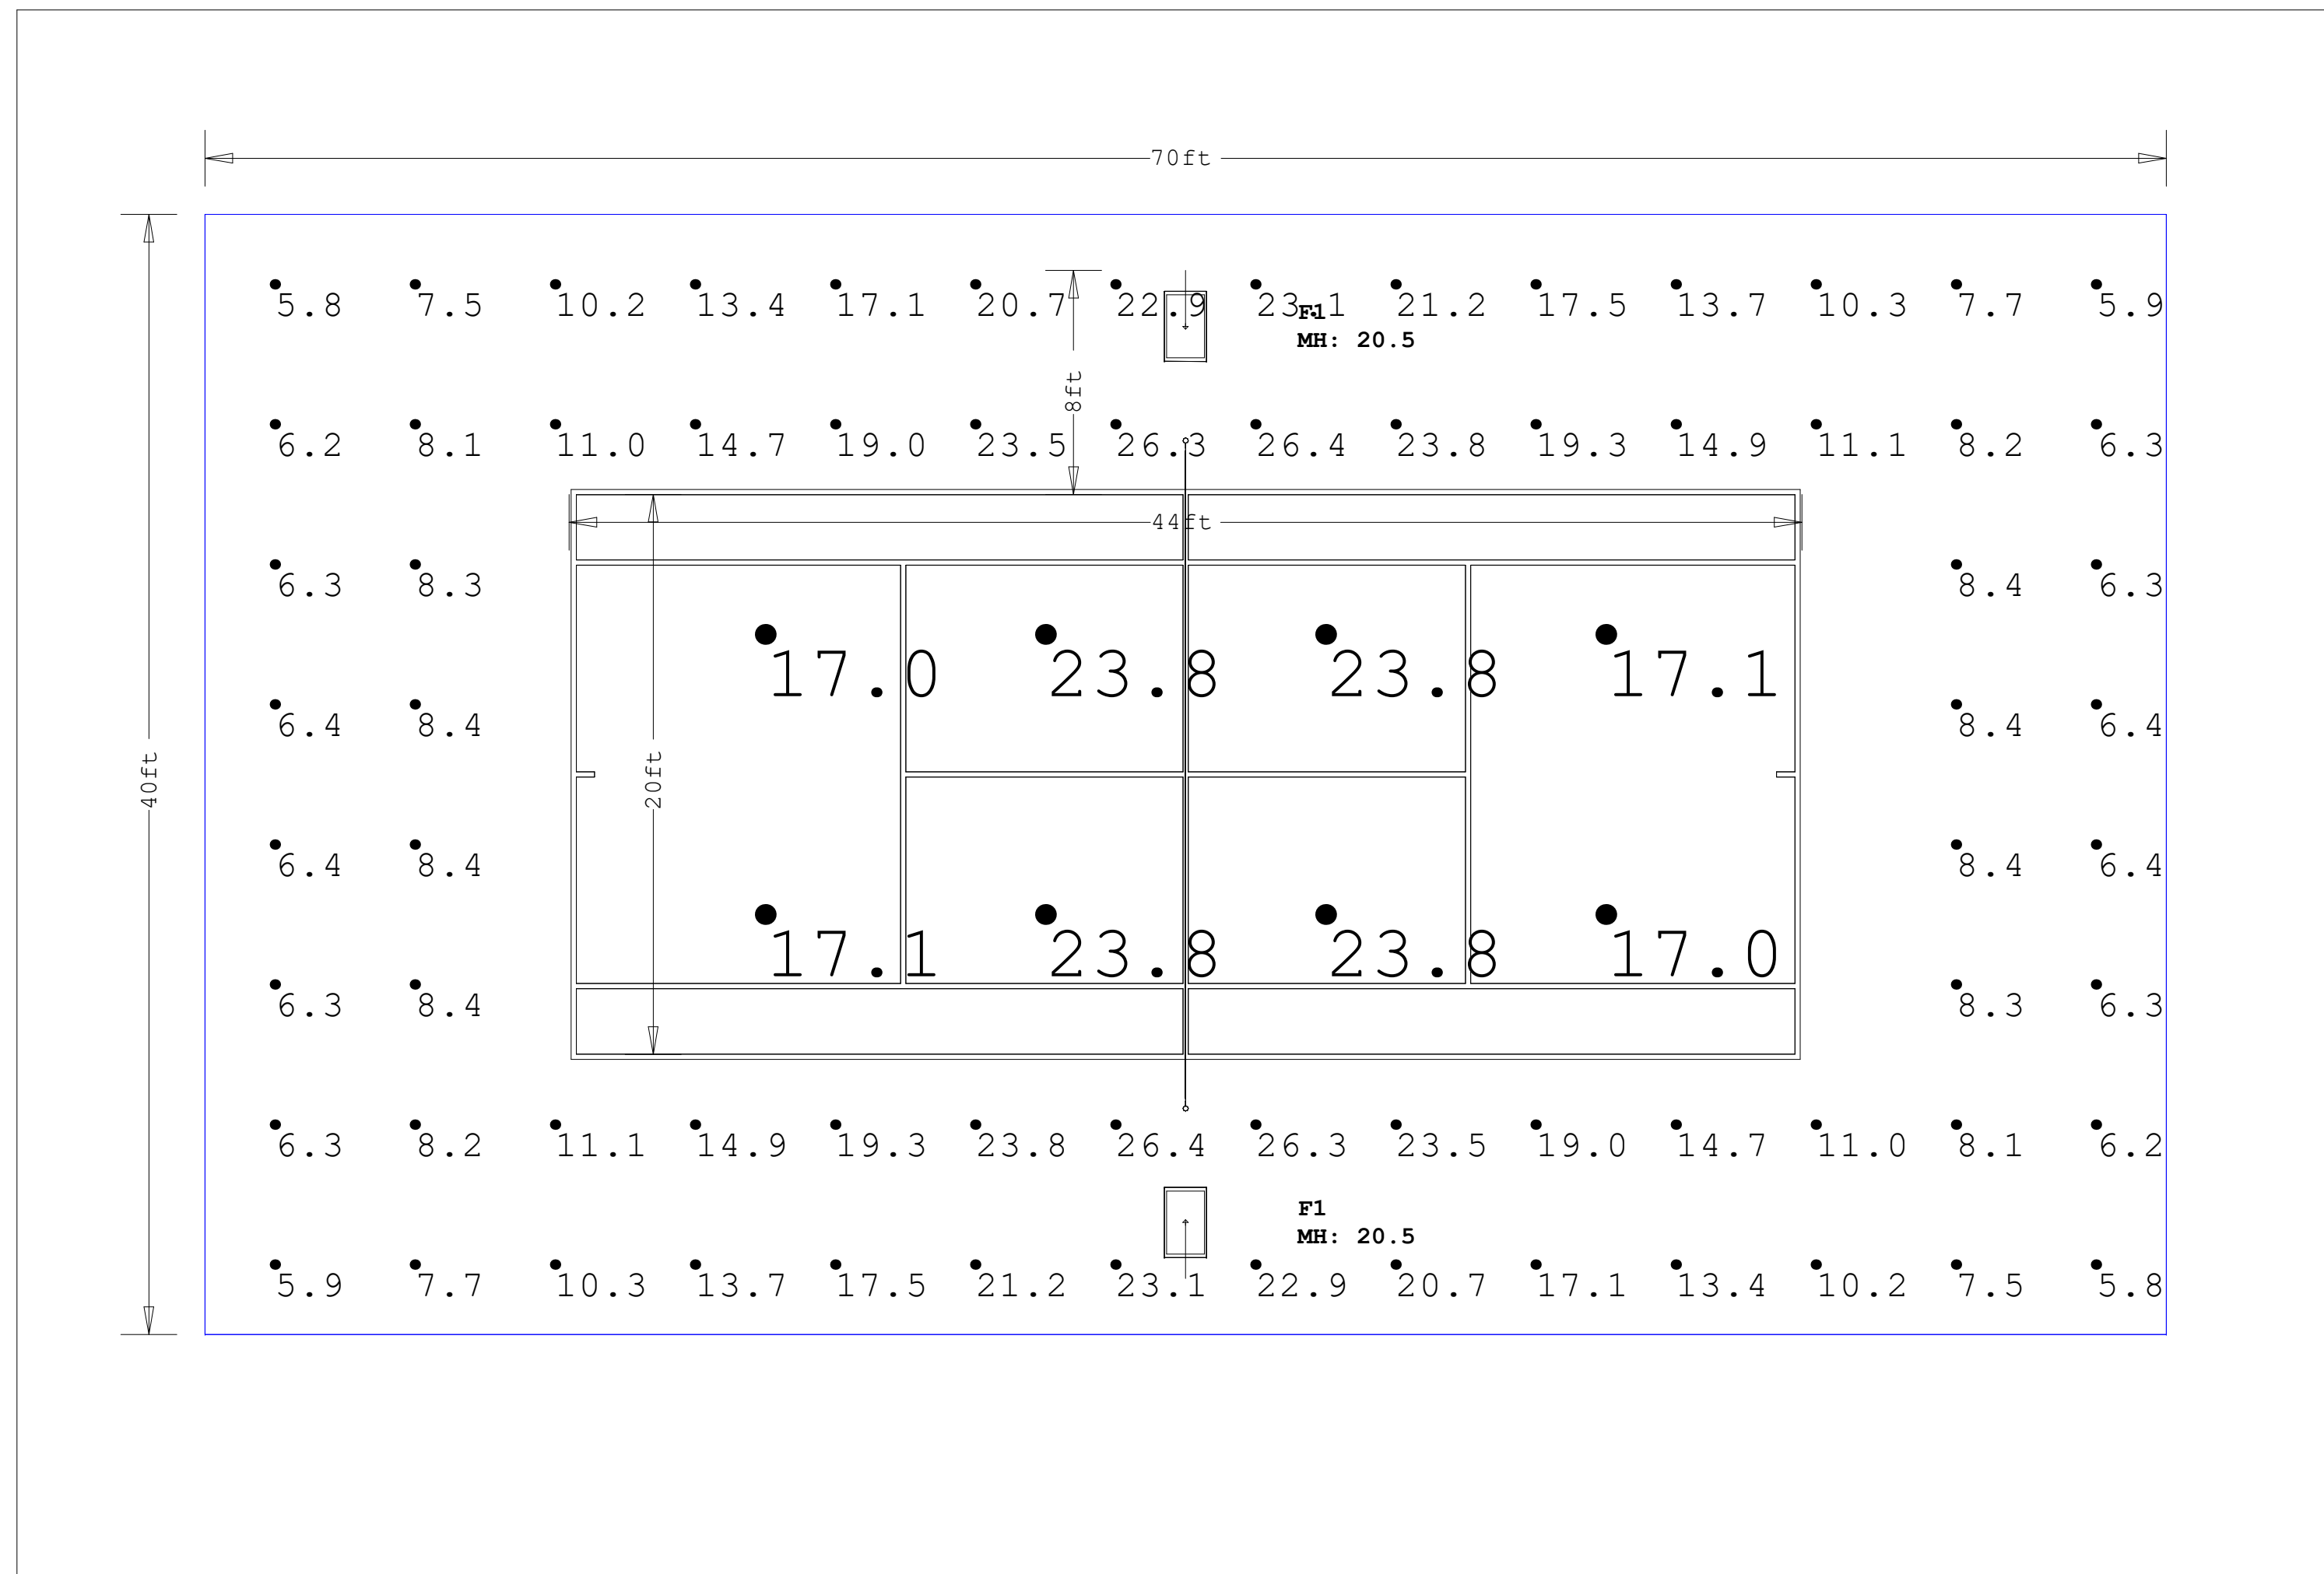 70ft
5.8 7.5 10.2 13.4 17.1 20.7 22.9 23.1 21.2 17.5 13.7 10.3 7.7 5.9
F1
MH: 20.5
8ft
6.2 8.1 11.0 14.7 19.0 23.5 26.3 26.4 23.8 19.3 14.9 11.1 8.2 6.3
44ft
6.3 8.3 8.4 6.3
17.0 23.8 23.8 17.1
6.4 8.4 8.4 6.4
40ft
20ft
6.4 8.4 8.4 6.4
17.1 23.8 23.8 17.0
6.3 8.4 8.3 6.3
6.3 8.2 11.1 14.9 19.3 23.8 26.4 26.3 23.5 19.0 14.7 11.0 8.1 6.2
F1
MH: 20.5
5.9 7.7 10.3 13.7 17.5 21.2 23.1 22.9 20.7 17.1 13.4 10.2 7.5 5.8